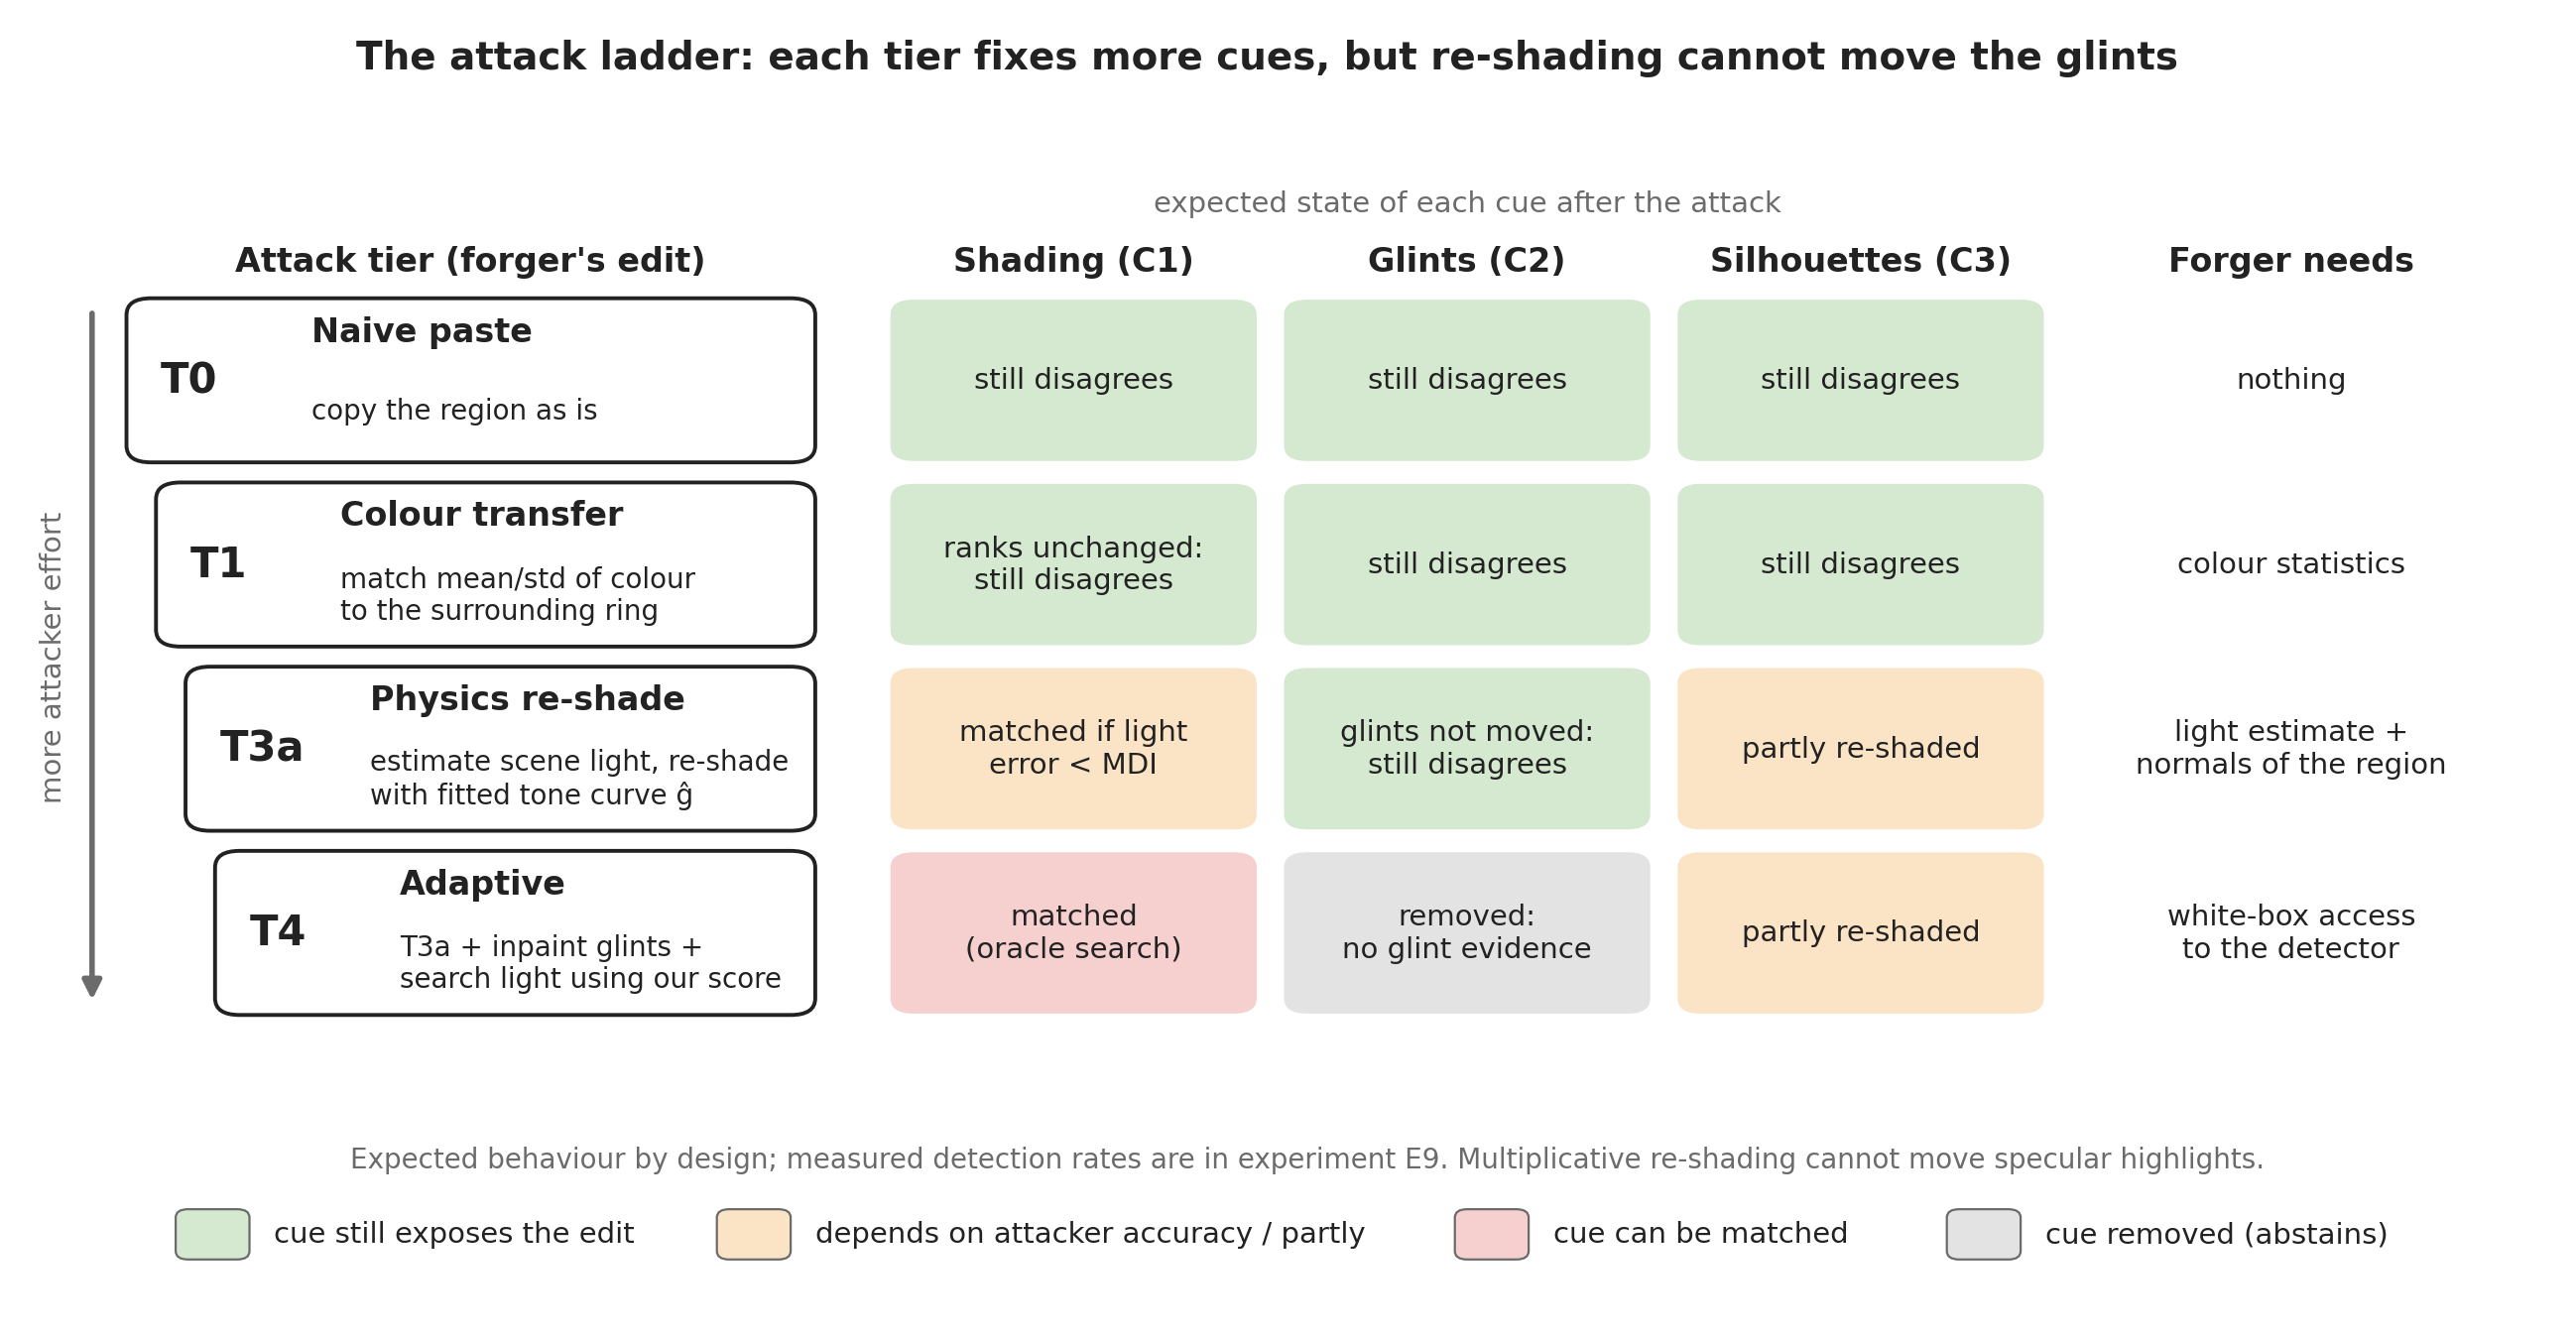 The attack ladder: each tier fixes more cues, but re-shading cannot move the glints
expected state of each cue after the attack
Attack tier (forger's edit)
Shading (C1)
Glints (C2)
Silhouettes (C3)
Forger needs
more attacker effort
T0
Naive paste
copy the region as is
still disagrees
still disagrees
still disagrees
nothing
T1
Colour transfer
match mean/std of colour
to the surrounding ring
ranks unchanged:
still disagrees
still disagrees
still disagrees
colour statistics
T3a
Physics re-shade
estimate scene light, re-shade
with fitted tone curve ĝ
matched if light
error < MDI
glints not moved:
still disagrees
partly re-shaded
light estimate +
normals of the region
T4
Adaptive
T3a + inpaint glints +
search light using our score
matched
(oracle search)
removed:
no glint evidence
partly re-shaded
white-box access
to the detector
Expected behaviour by design; measured detection rates are in experiment E9. Multiplicative re-shading cannot move specular highlights.
cue still exposes the edit
depends on attacker accuracy / partly
cue can be matched
cue removed (abstains)